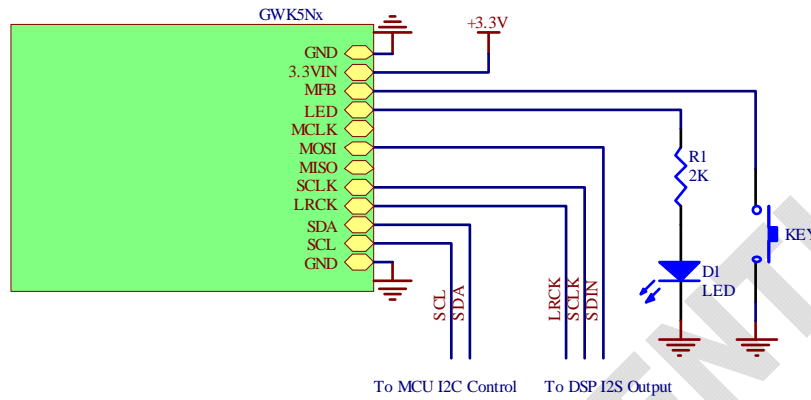 GWK5Nx
+3.3V
GND
3.3VIN
MFB
LED
MCLK
MOSI
MISO
SCLK
LRCK
SDA
SCL
GND
R1
2K
KEY
D1
LED
SCL
SDA
LRCK
SCLK
SDIN
To MCU I2C Control
To DSP I2S Output